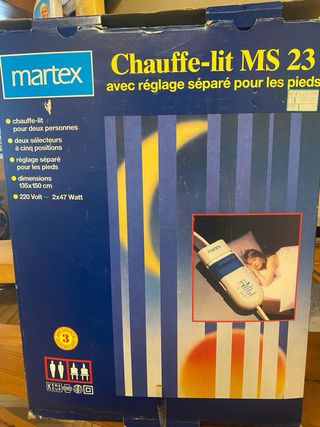 martex
Chauffe-lit MS 23
avec réglage séparé pour les pieds
chauffe-lit
pour deux personnes
deux sélecteurs
à cinq positions
réglage séparé
pour les pieds
dimensions
135x150 cm
220 Volt ~ 2x47 Watt
martex
3
KEMA